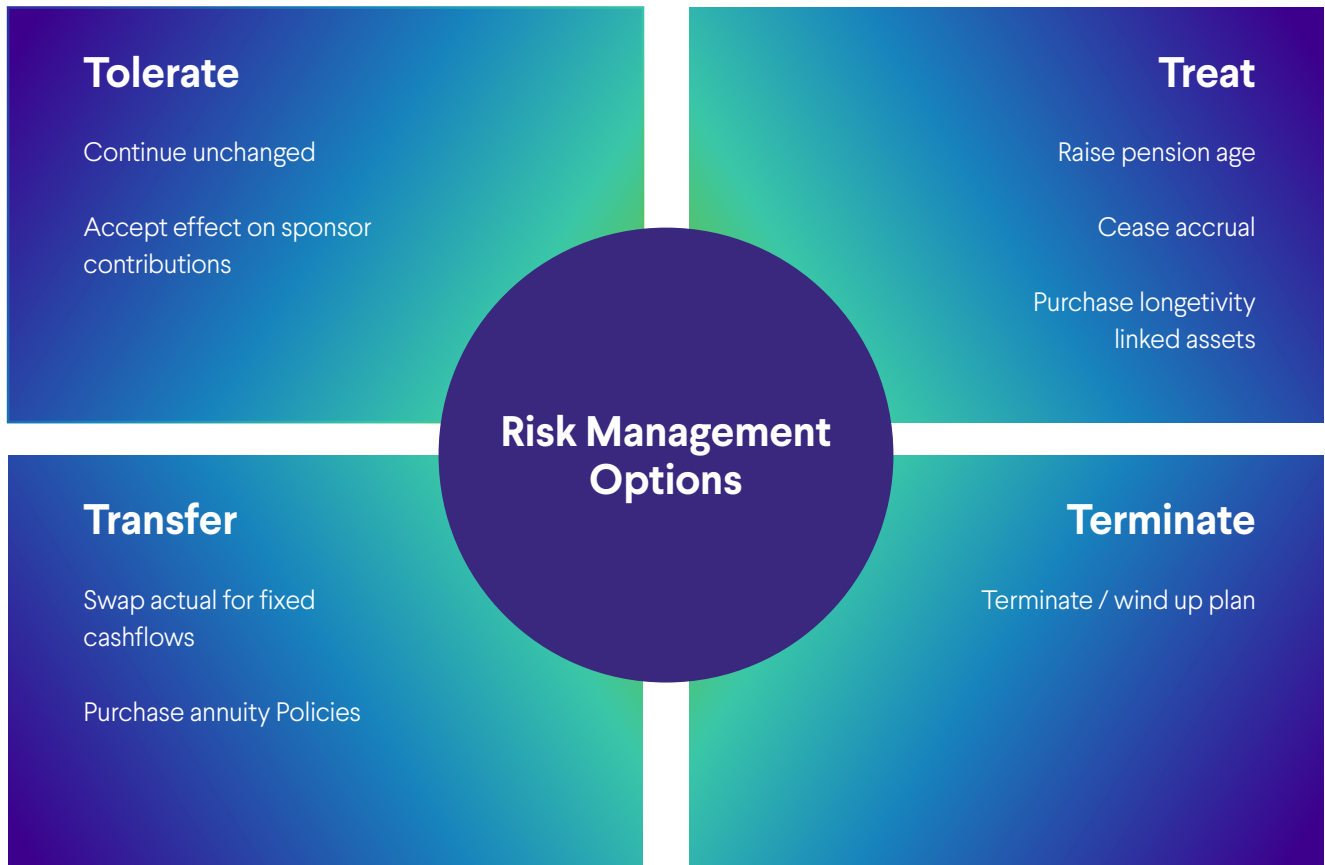 Tolerate
Continue unchanged
Accept effect on sponsor
contributions
Treat
Raise pension age
Cease accrual
Purchase longetivity
linked assets
Risk Management
Options
Transfer
Swap actual for fixed
cashflows
Purchase annuity Policies
Terminate
Terminate / wind up plan